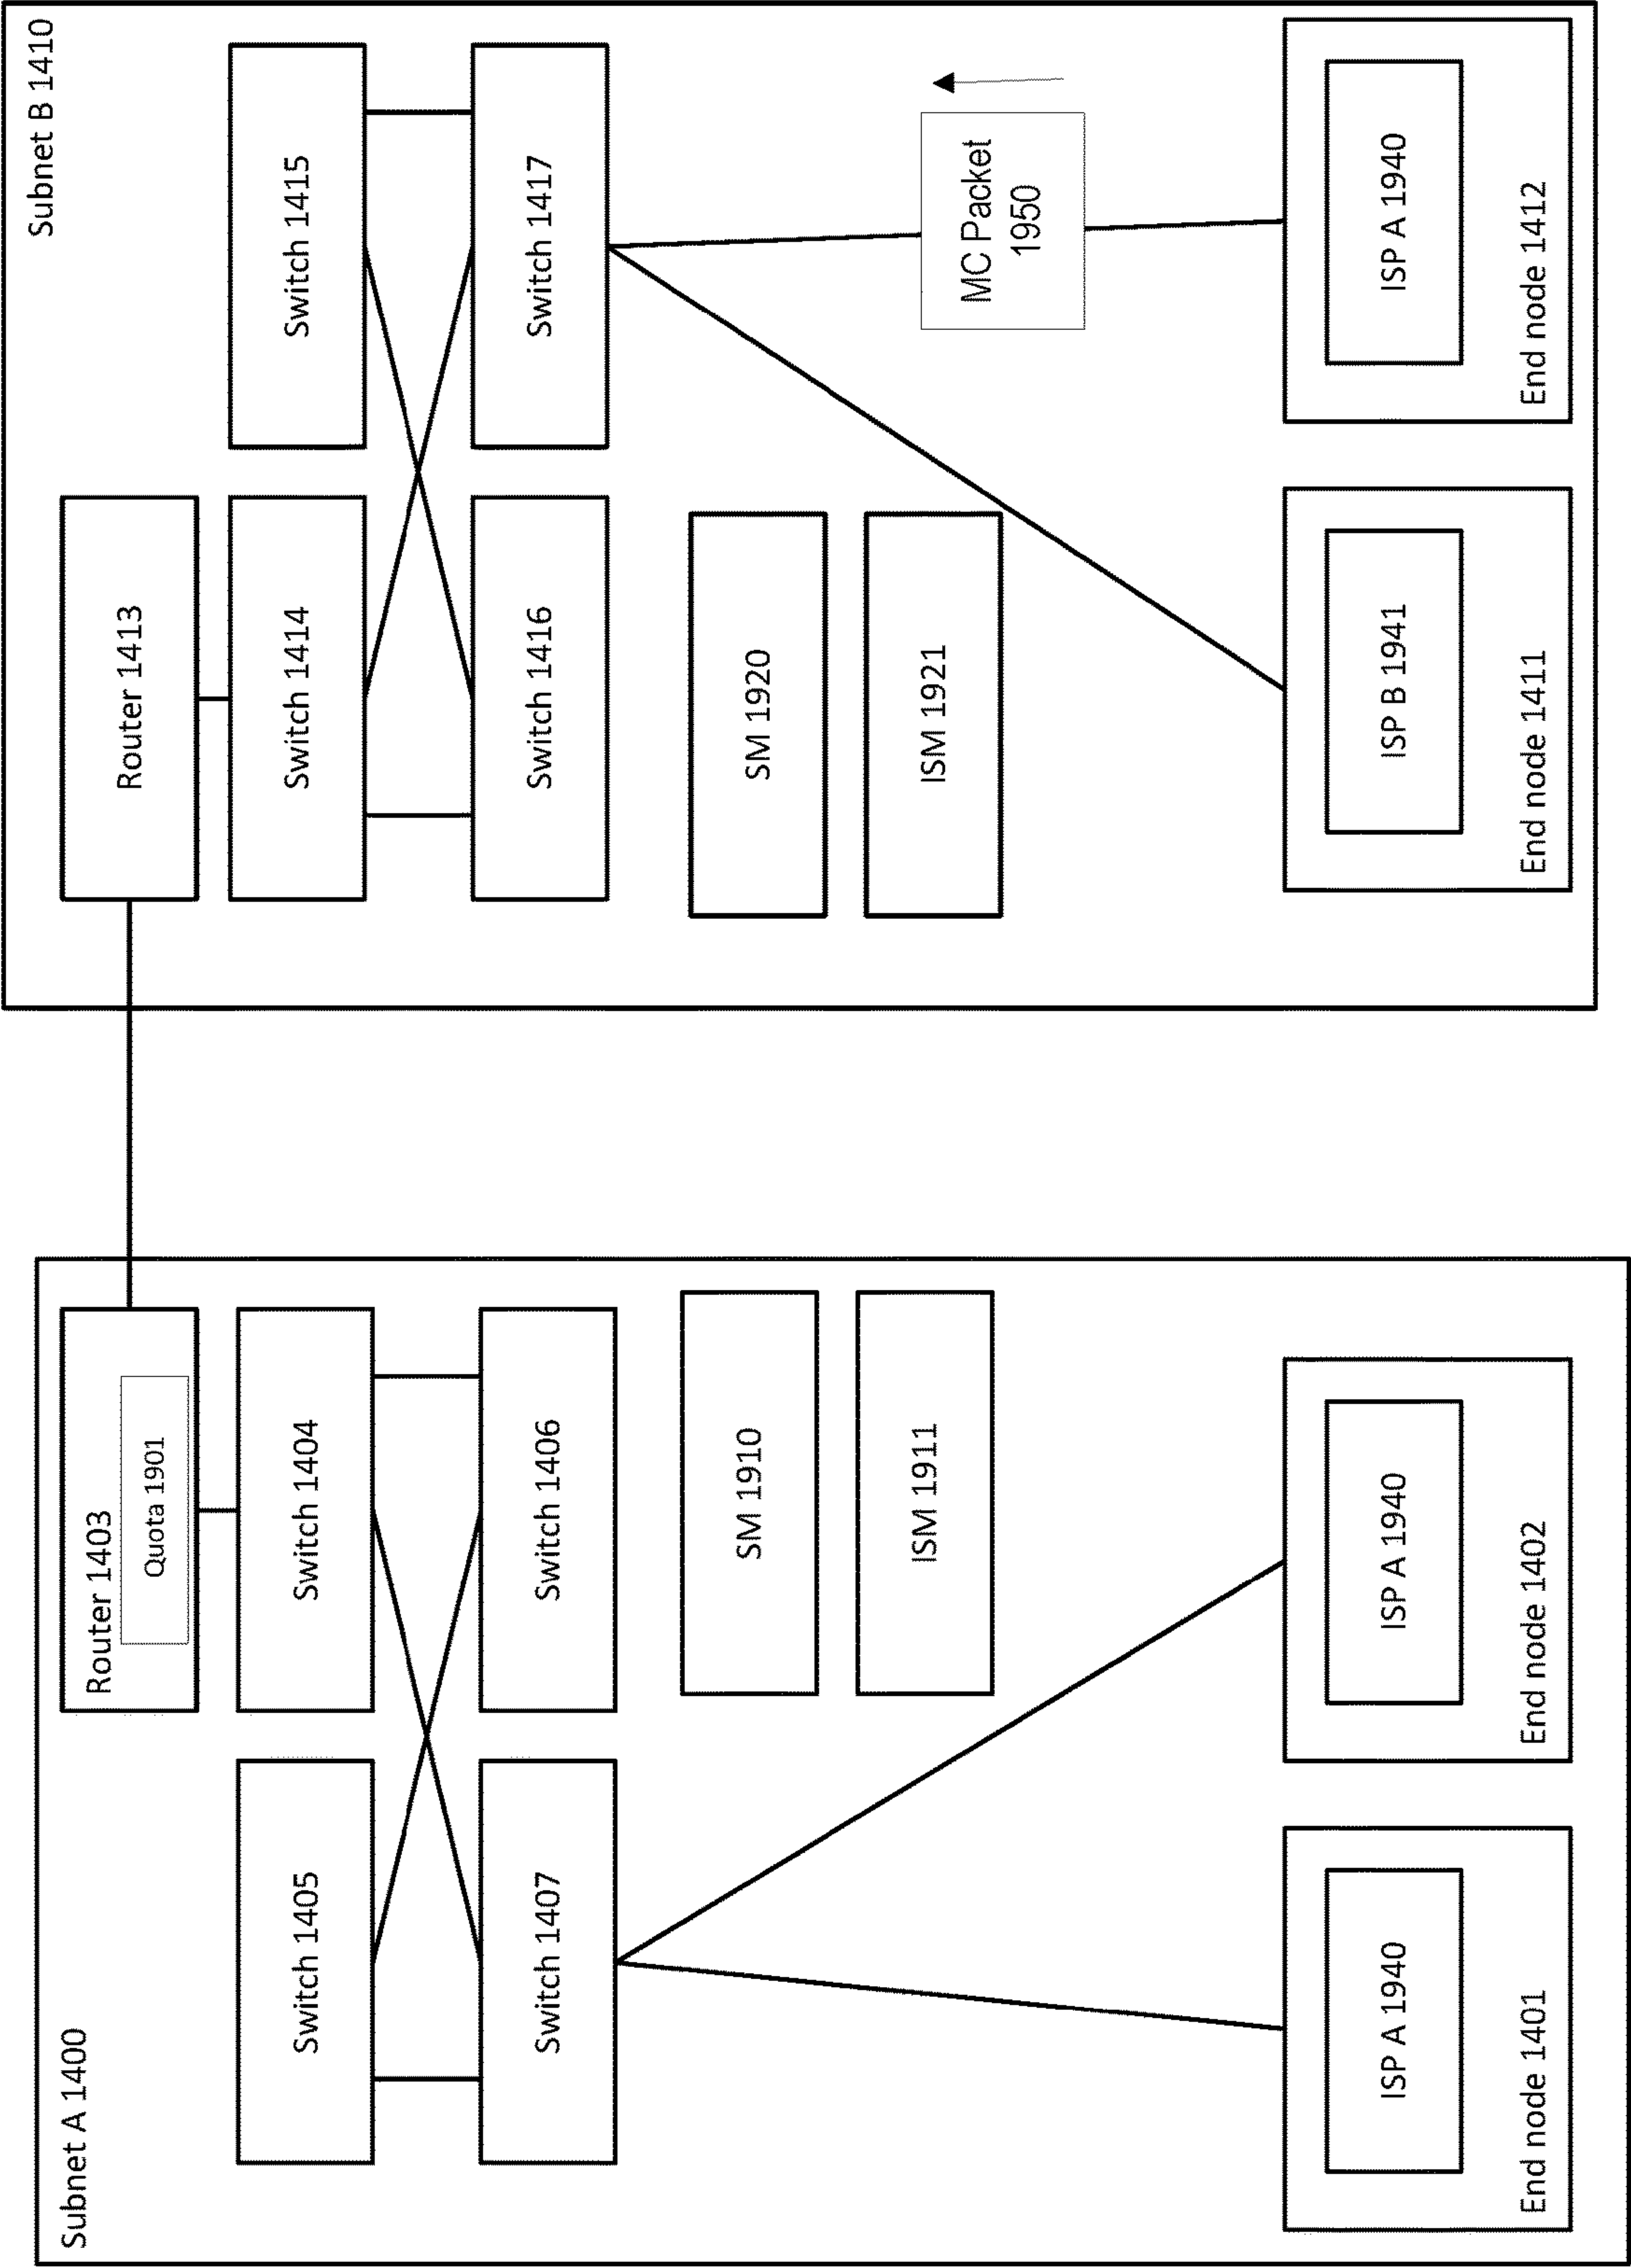 Subnet A 1400
Router 1403
Quota 1901
Switch 1405
Switch 1404
Switch 1407
Switch 1406
SM 1910
ISM 1911
ISP A 1940
End node 1401
ISP A 1940
End node 1402
Subnet B 1410
Router 1413
Switch 1414
Switch 1415
Switch 1416
Switch 1417
SM 1920
ISM 1921
MC Packet
1950
ISP B 1941
End node 1411
ISP A 1940
End node 1412